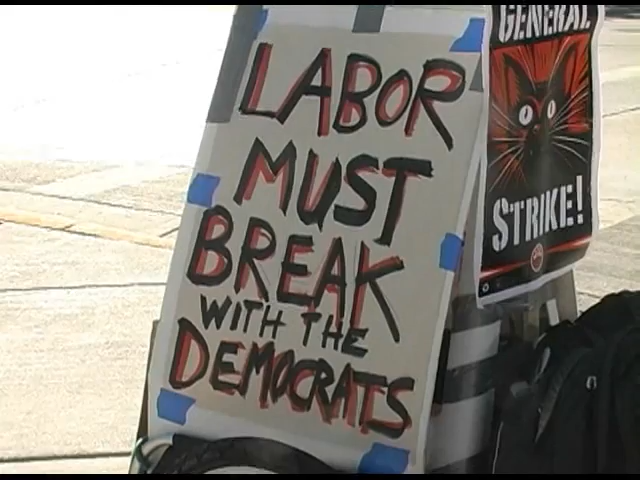 LABOR
MUST
BREAK
WITH THE
DEMOCRATS
GENERAL
STRIKE!